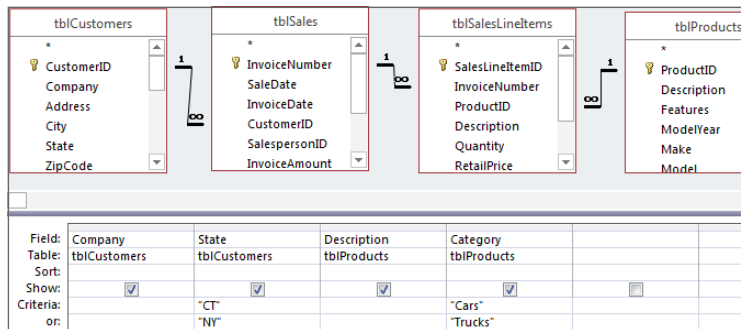 tblCustomers
*
CustomerID
Company
Address
City
State
ZipCode
1
∞
tblSales
*
InvoiceNumber
SaleDate
InvoiceDate
CustomerID
SalespersonID
InvoiceAmount
1
∞
tblSalesLineItems
*
SalesLineItemID
InvoiceNumber
ProductID
Description
Quantity
RetailPrice
1
∞
tblProducts
*
ProductID
Description
Features
ModelYear
Make
Model
Field: Company State Description Category
Table: tblCustomers tblCustomers tblProducts tblProducts
Sort:
Show:
Criteria: "CT" "Cars"
or: "NY" "Trucks"